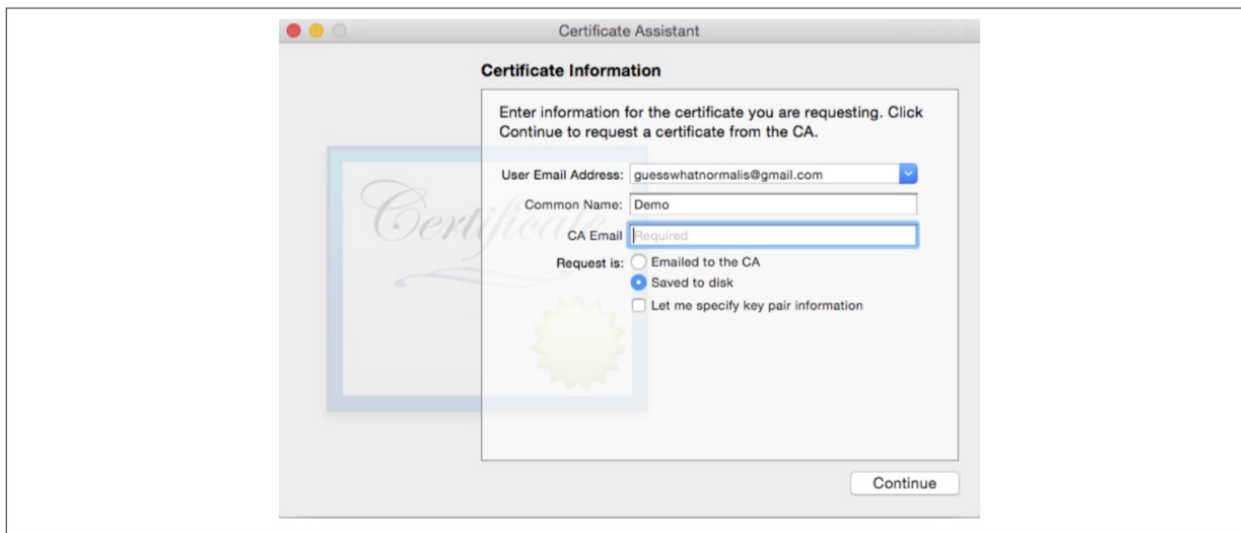 Certificate Assistant
Certificate Information
Enter information for the certificate you are requesting. Click
Continue to request a certificate from the CA.
Certificate
User Email Address: guesswhatnormalis@gmail.com
Common Name: Demo
CA Email Required
Request is: Emailed to the CA
Saved to disk
Let me specify key pair information
Continue